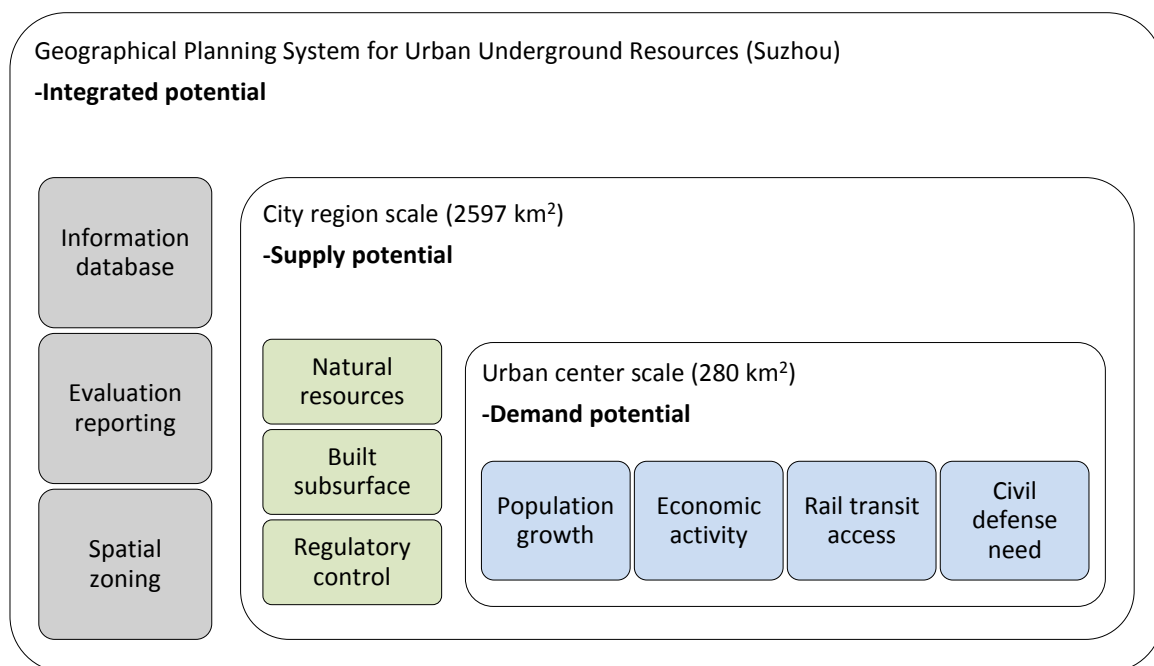 Geographical Planning System for Urban Underground Resources (Suzhou)
-Integrated potential
Information
database
Evaluation
reporting
Spatial
zoning
City region scale (2597 km²)
-Supply potential
Natural
resources
Built
subsurface
Regulatory
control
Urban center scale (280 km²)
-Demand potential
Population
growth
Economic
activity
Rail transit
access
Civil
defense
need